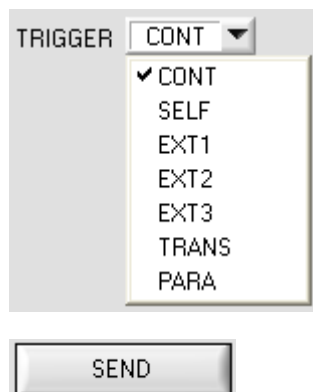 TRIGGER CONT
CONT
SELF
EXT1
EXT2
EXT3
TRANS
PARA
SEND